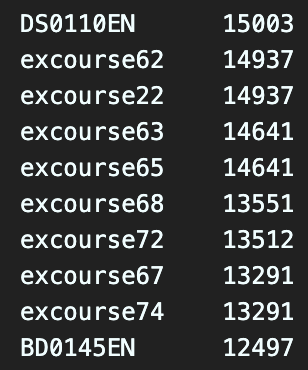 DS0110EN 15003
excourse62 14937
excourse22 14937
excourse63 14641
excourse65 14641
excourse68 13551
excourse72 13512
excourse67 13291
excourse74 13291
BD0145EN 12497